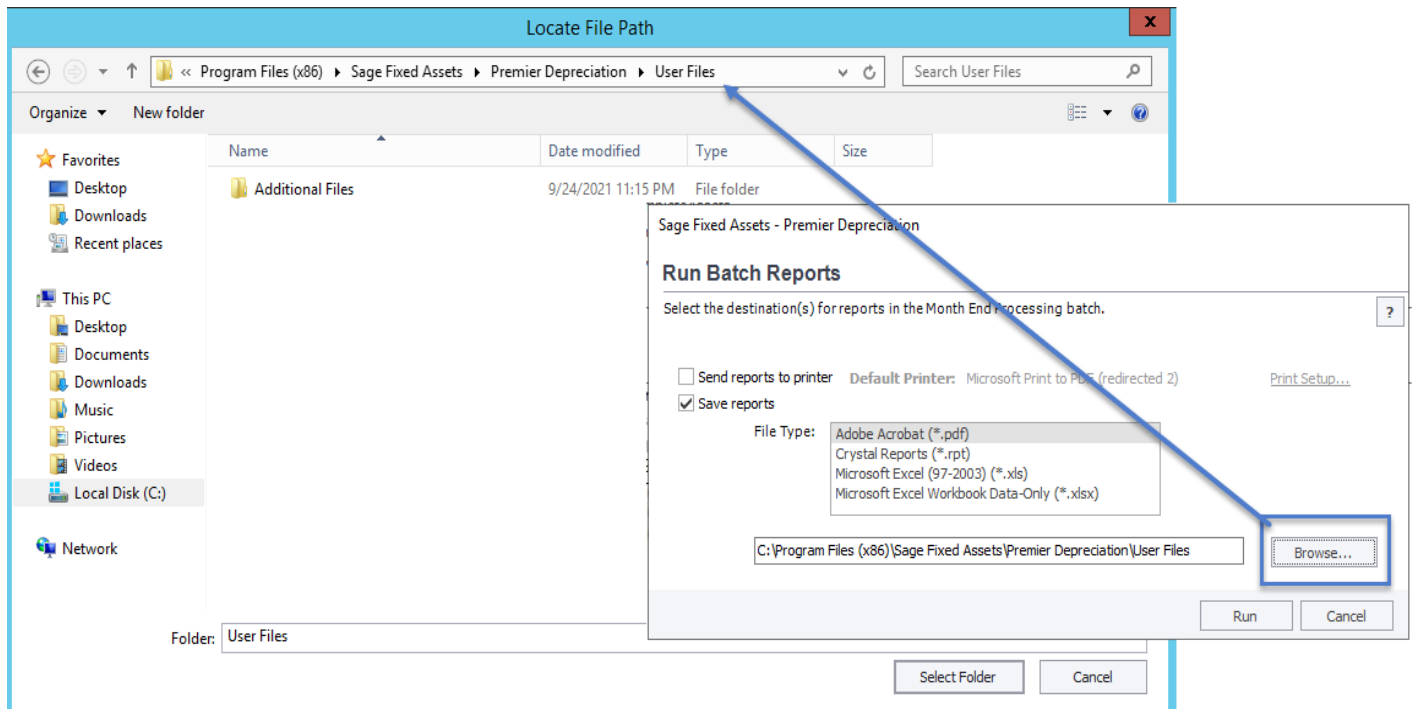 Locate File Path
x
« Program Files (x86) Sage Fixed Assets Premier Depreciation User Files
Search User Files
Organize New folder
?
Favorites
Desktop
Downloads
Recent places
This PC
Desktop
Documents
Downloads
Music
Pictures
Videos
Local Disk (C:)
Network
Name Date modified Type Size
Additional Files 9/24/2021 11:15 PM File folder
Folder: User Files
Select Folder Cancel
Sage Fixed Assets - Premier Depreciation
Run Batch Reports
Select the destination(s) for reports in the Month End Processing batch.
?
Send reports to printer Default Printer: Microsoft Print to PDF (redirected 2) Print Setup...
Save reports
File Type:
Adobe Acrobat (*.pdf)
Crystal Reports (*.rpt)
Microsoft Excel (97-2003) (*.xls)
Microsoft Excel Workbook Data-Only (*.xlsx)
C:\Program Files (x86)\Sage Fixed Assets\Premier Depreciation\User Files Browse...
Run Cancel